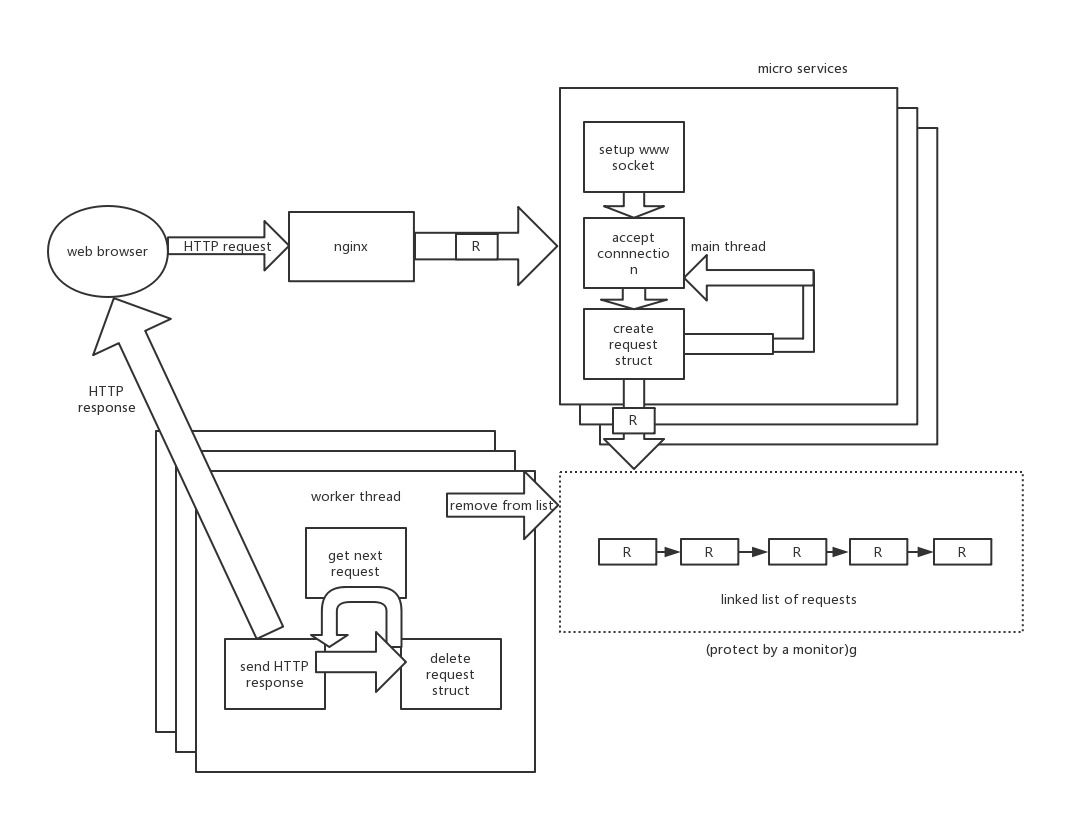 micro services
setup www
socket
accept
connnectio
n
main thread
web browser
HTTP request
nginx
R
create
request
struct
HTTP
response
R
worker thread
remove from list
get next
request
R
R
R
R
R
linked list of requests
(protect by a monitor)g
send HTTP
response
delete
request
struct